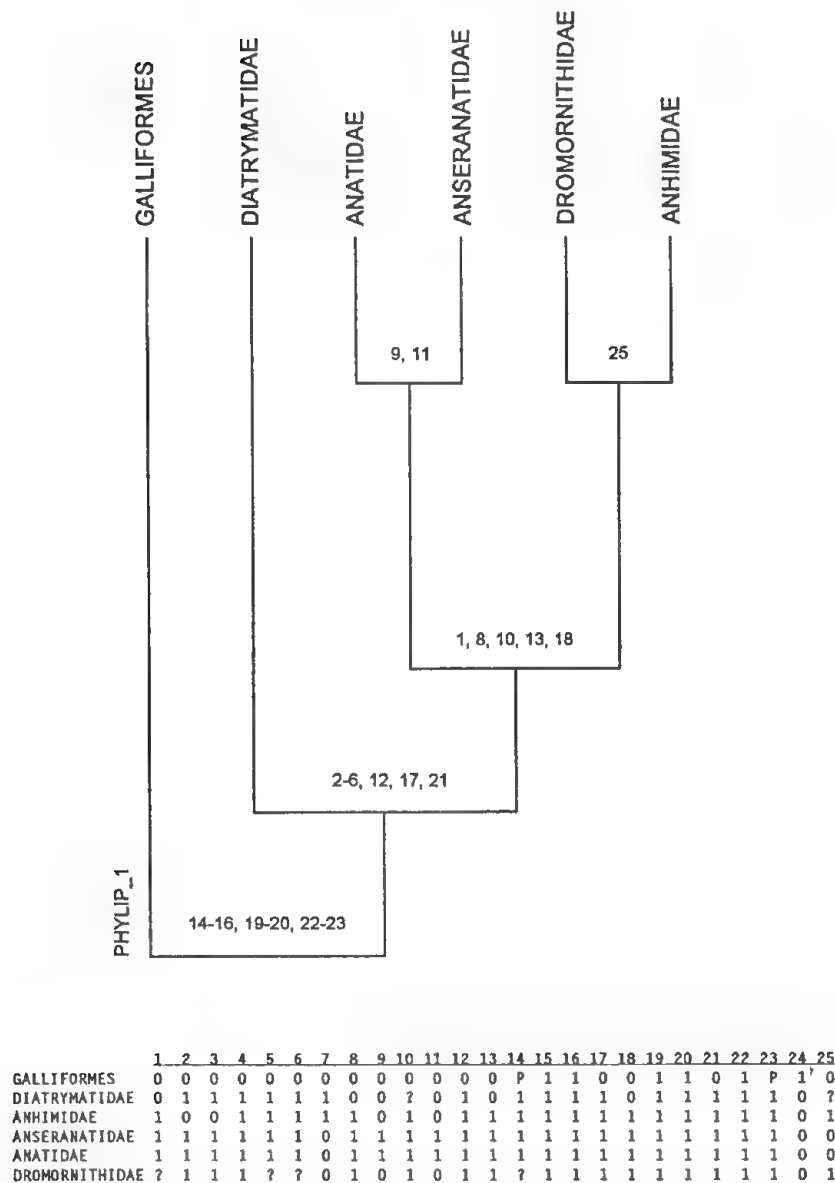 GALLIFORMES
DIATRYMATIDAE
ANATIDAE
ANSERANATIDAE
DROMORNITHIDAE
ANHIMIDAE
9, 11
25
1, 8, 10, 13, 18
2-6, 12, 17, 21
PHYLIP_1
14-16, 19-20, 22-23
1 2 3 4 5 6 7 8 9 10 11 12 13 14 15 16 17 18 19 20 21 22 23 24 25
GALLIFORMES 0 0 0 0 0 0 0 0 0 0 0 0 0 P 1 1 0 0 1 1 0 1 P 1' 0
DIATRYMATIDAE 0 1 1 1 1 1 1 0 0 ? 0 1 0 1 1 1 1 0 1 1 1 1 1 0 ?
ANHIMIDAE 1 0 0 1 1 1 1 1 0 1 0 1 1 1 1 1 1 1 1 1 1 1 1 0 1
ANSERANATIDAE 1 1 1 1 1 1 0 1 1 1 1 1 1 1 1 1 1 1 1 1 1 1 1 0 0
ANATIDAE 1 1 1 1 1 1 0 1 1 1 1 1 1 1 1 1 1 1 1 1 1 1 1 0 0
DROMORNITHIDAE ? 1 1 1 ? ? 0 1 0 1 0 1 1 ? 1 1 1 1 1 1 1 1 1 0 1